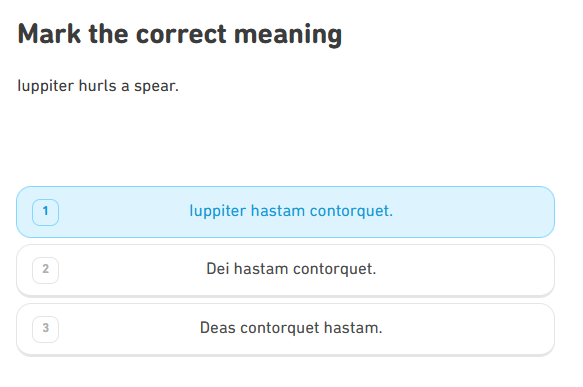 Mark the correct meaning
Iuppiter hurls a spear.
1 Iuppiter hastam contorquet.
2 Dei hastam contorquet.
3 Deas contorquet hastam.